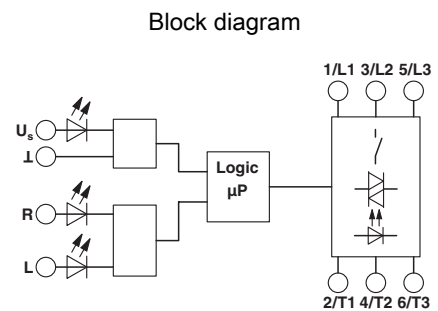 Block diagram
1/L1 3/L2 5/L3
Us
⊥
Logic
µP
R
L
2/T1 4/T2 6/T3